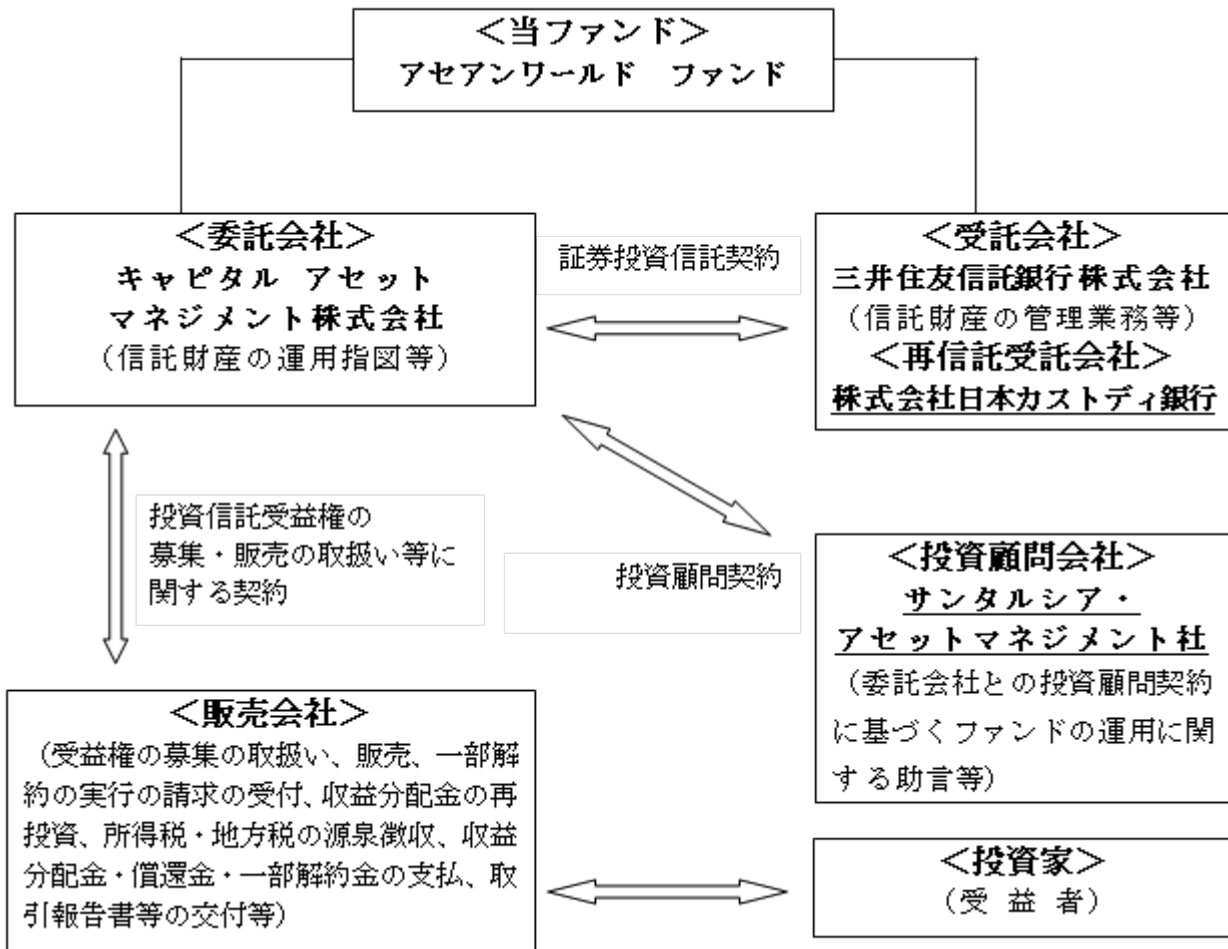 ＜当ファンド＞
アセアンワールド　ファンド
＜委託会社＞
キャピタル　アセット
マネジメント株式会社
（信託財産の運用指図等）
証券投資信託契約
＜受託会社＞
三井住友信託銀行株式会社
（信託財産の管理業務等）
＜再信託受託会社＞
株式会社日本カストディ銀行
投資信託受益権の
募集・販売の取扱い等に
関する契約
投資顧問契約
＜投資顧問会社＞
サンタルシア・
アセットマネジメント社
（委託会社との投資顧問契約
に基づくファンドの運用に関
する助言等）
＜販売会社＞
（受益権の募集の取扱い、販売、一部解
約の実行の請求の受付、収益分配金の再
投資、所得税・地方税の源泉徴収、収益
分配金・償還金・一部解約金の支払、取
引報告書等の交付等）
＜投資家＞
（受 益 者）